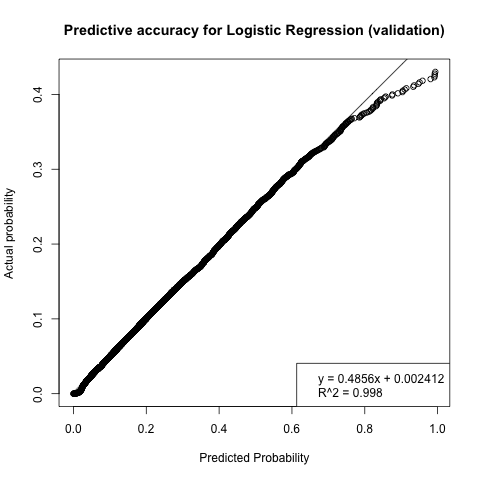 Predictive accuracy for Logistic Regression (validation)
Actual probability
0.4
0.3
0.2
0.1
0.0
y = 0.4856x + 0.002412
R^2 = 0.998
0.0 0.2 0.4 0.6 0.8 1.0
Predicted Probability